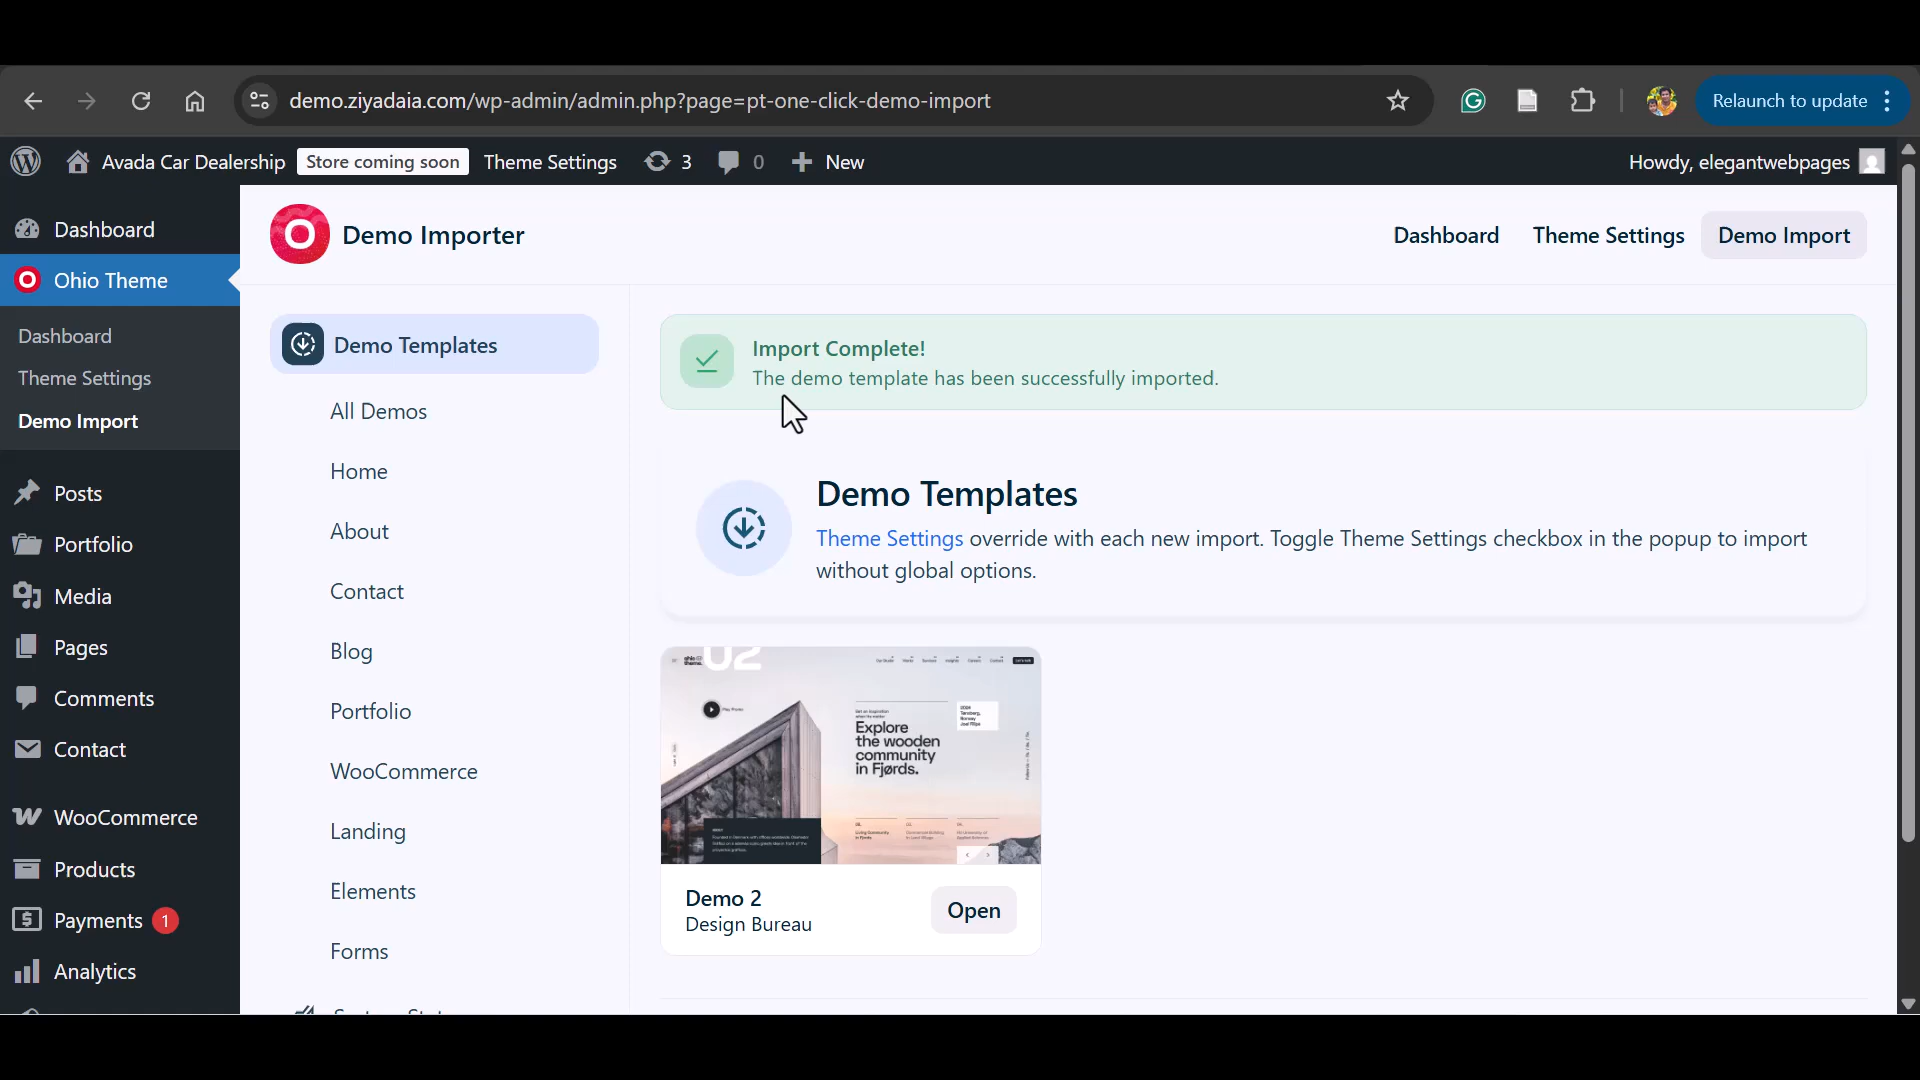 demo.ziyadaia.com/wp-admin/admin.php?page=pt-one-click-demo-import
Relaunch to update
Avada Car Dealership
Store coming soon
Theme Settings
3
0
New
Howdy, elegantwebpages
Dashboard
Ohio Theme
Dashboard
Theme Settings
Demo Import
Posts
Portfolio
Media
Pages
Comments
Contact
WooCommerce
Products
Payments 1
Analytics
Demo Importer
Dashboard
Theme Settings
Demo Import
Demo Templates
All Demos
Home
About
Contact
Blog
Portfolio
WooCommerce
Landing
Elements
Forms
Import Complete!
The demo template has been successfully imported.
Demo Templates
Theme Settings override with each new import. Toggle Theme Settings checkbox in the popup to import
without global options.
02
Explore
the wooden
community
in Fjørds.
Demo 2
Design Bureau
Open